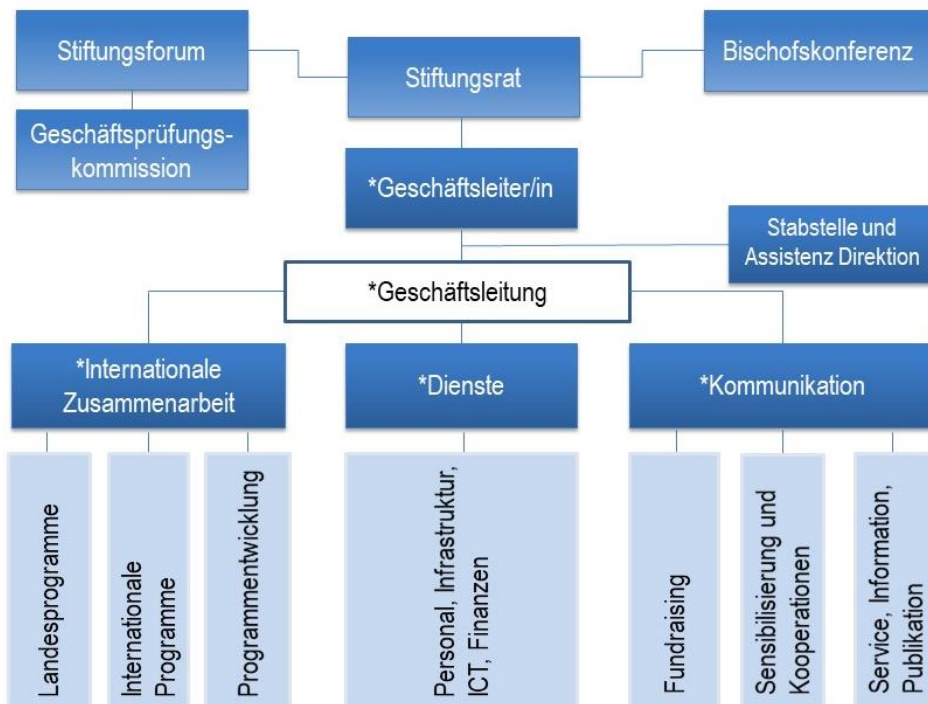 Stiftungsforum
Stiftungsrat
Bischofskonferenz
Geschäftsprüfungs-
kommission
*Geschäftsleiter/in
Stabstelle und
Assistenz Direktion
*Geschäftsleitung
*Internationale
Zusammenarbeit
*Dienste
*Kommunikation
Landesprogramme
Internationale
Programme
Programmentwicklung
Personal, Infrastruktur,
ICT, Finanzen
Fundraising
Sensibilisierung und
Kooperationen
Service, Information,
Publikation